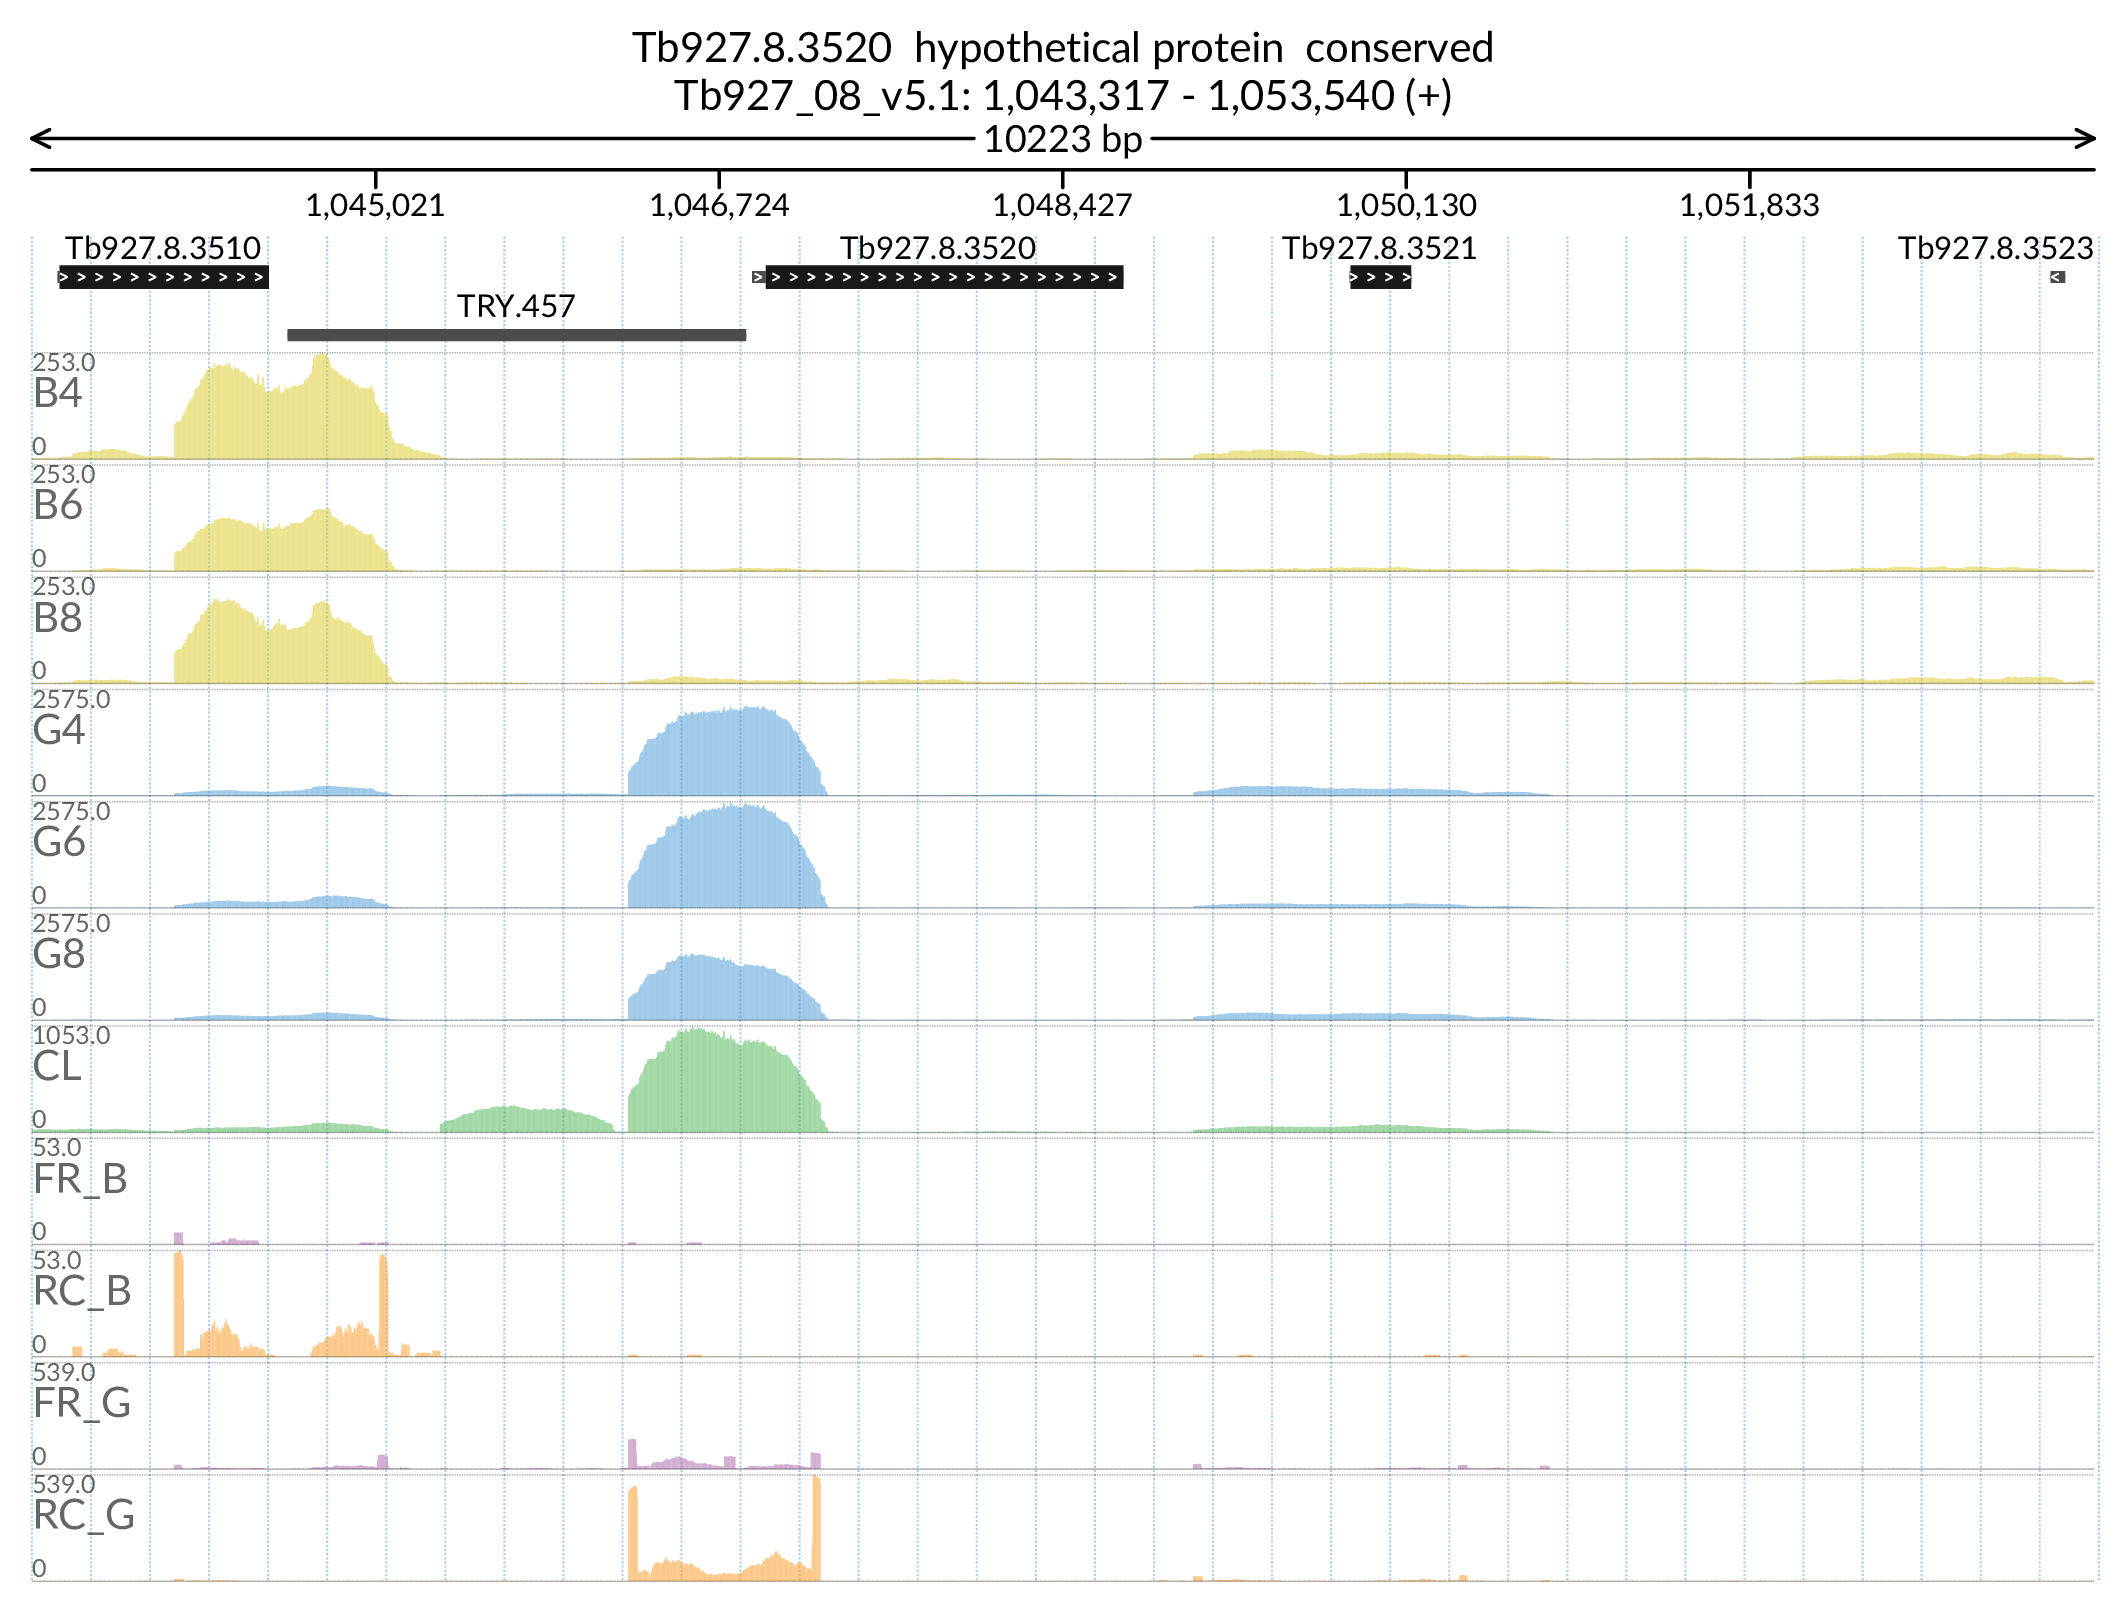 Tb927.8.3520  hypothetical protein  conserved
Tb927_08_v5.1: 1,043,317 - 1,053,540 (+)
10223 bp
1,045,021 1,046,724 1,048,427 1,050,130 1,051,833
Tb927.8.3510 Tb927.8.3520 Tb927.8.3521 Tb927.8.3523
TRY.457
253.0
B4
0
253.0
B6
0
253.0
B8
0
2575.0
G4
0
2575.0
G6
0
2575.0
G8
0
1053.0
CL
0
53.0
FR_B
0
53.0
RC_B
0
539.0
FR_G
0
539.0
RC_G
0